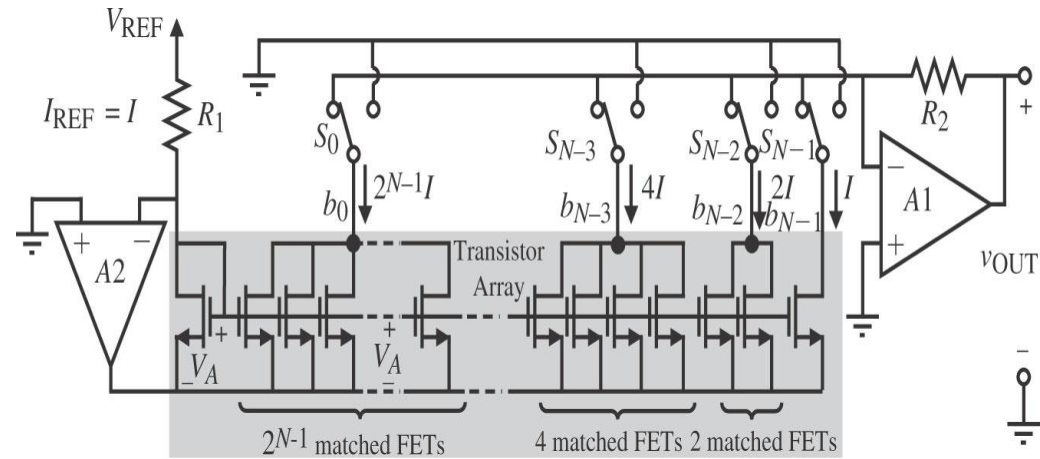 V_REF
I_REF = I
R_1
S_0
b_0
2^{N–1}I
S_{N–3}
b_{N–3}
4I
S_{N–2}
b_{N–2}
2I
S_{N–1}
b_{N–1}
I
R_2
+
–
A1
+
v_OUT
–
+
–
A2
Transistor
Array
+
V_A
–
+
V_A
–
2^{N-1} matched FETs
4 matched FETs
2 matched FETs